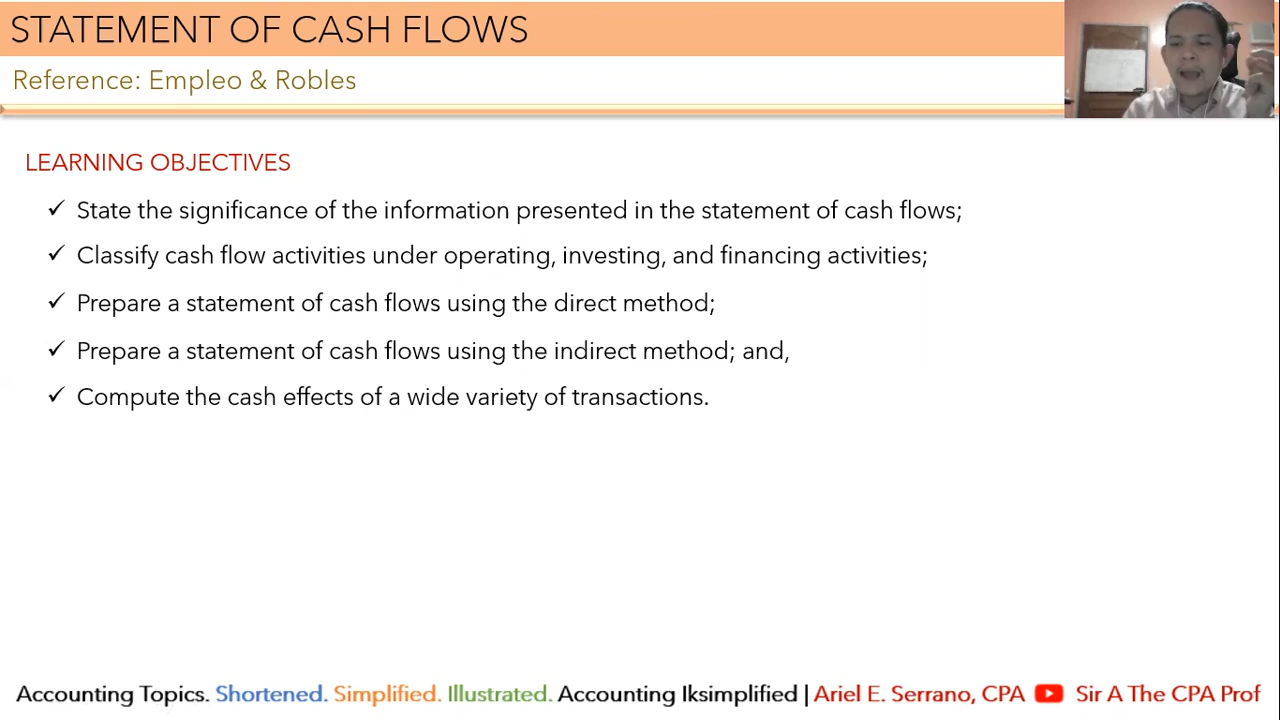 STATEMENT OF CASH FLOWS
Reference: Empleo & Robles
LEARNING OBJECTIVES
✓ State the significance of the information presented in the statement of cash flows;
✓ Classify cash flow activities under operating, investing, and financing activities;
✓ Prepare a statement of cash flows using the direct method;
✓ Prepare a statement of cash flows using the indirect method; and,
✓ Compute the cash effects of a wide variety of transactions.
Accounting Topics. Shortened. Simplified. Illustrated. Accounting Iksimplified | Ariel E. Serrano, CPA Sir A The CPA Prof